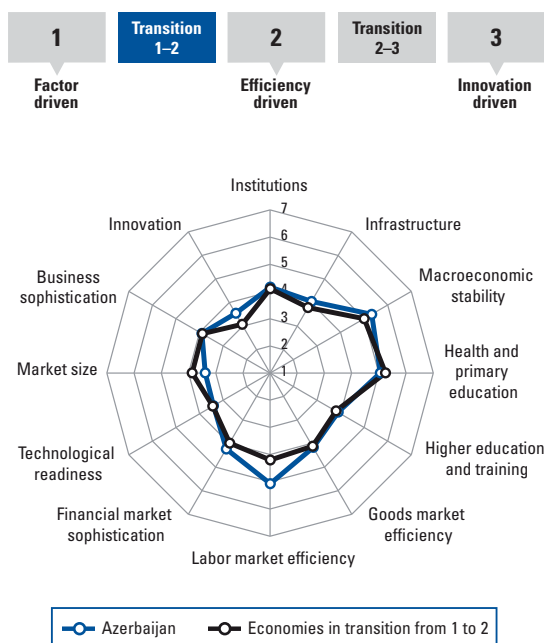 1
Transition
1–2
2
Transition
2–3
3
Factor
driven
Efficiency
driven
Innovation
driven
Institutions
7
6
5
4
3
2
1
Infrastructure
Macroeconomic
stability
Health and
primary
education
Higher education
and training
Goods market
efficiency
Labor market efficiency
Financial market
sophistication
Technological
readiness
Market size
Business
sophistication
Innovation
Azerbaijan
Economies in transition from 1 to 2